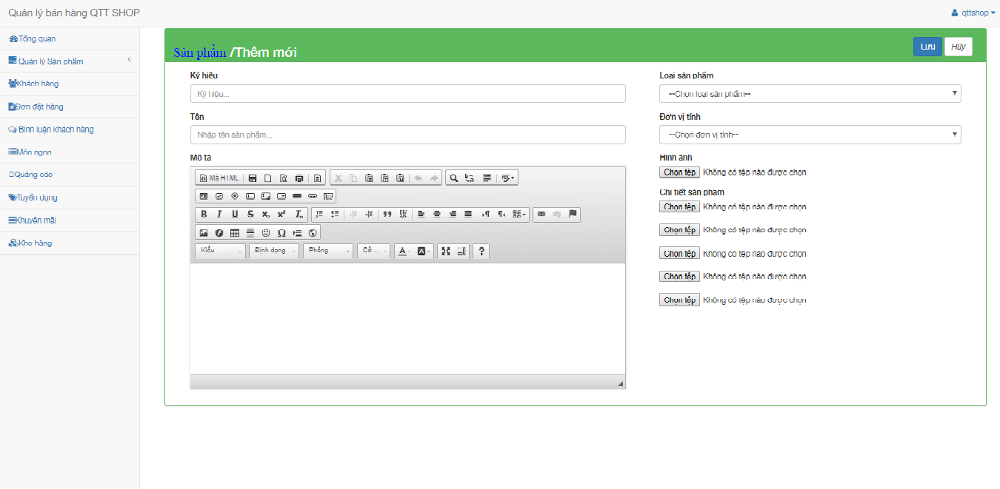 Quản lý bán hàng QTT SHOP
qttshop
Tổng quan
Quản lý Sản phẩm
Khách hàng
Đơn đặt hàng
Bình luận khách hàng
Món ngon
Quảng cáo
Tuyển dụng
Khuyến mãi
Kho hàng
Sản phẩm /Thêm mới
Lưu
Hủy
Ký hiêu
Ký hiệu...
Tên
Nhập tên sản phẩm...
Mô tả
Mã HTML
Kiểu
Định dạng
Phông
Cỡ...
Loại sản phẩm
--Chọn loại sản phẩm--
Đơn vị tính
--Chọn đơn vị tính--
Hình ảnh
Chọn tệp Không có tệp nào được chọn
Chi tiết sản phẩm
Chọn tệp Không có tệp nào được chọn
Chọn tệp Không có tệp nào được chọn
Chọn tệp Không có tệp nào được chọn
Chọn tệp Không có tệp nào được chọn
Chọn tệp Không có tệp nào được chọn